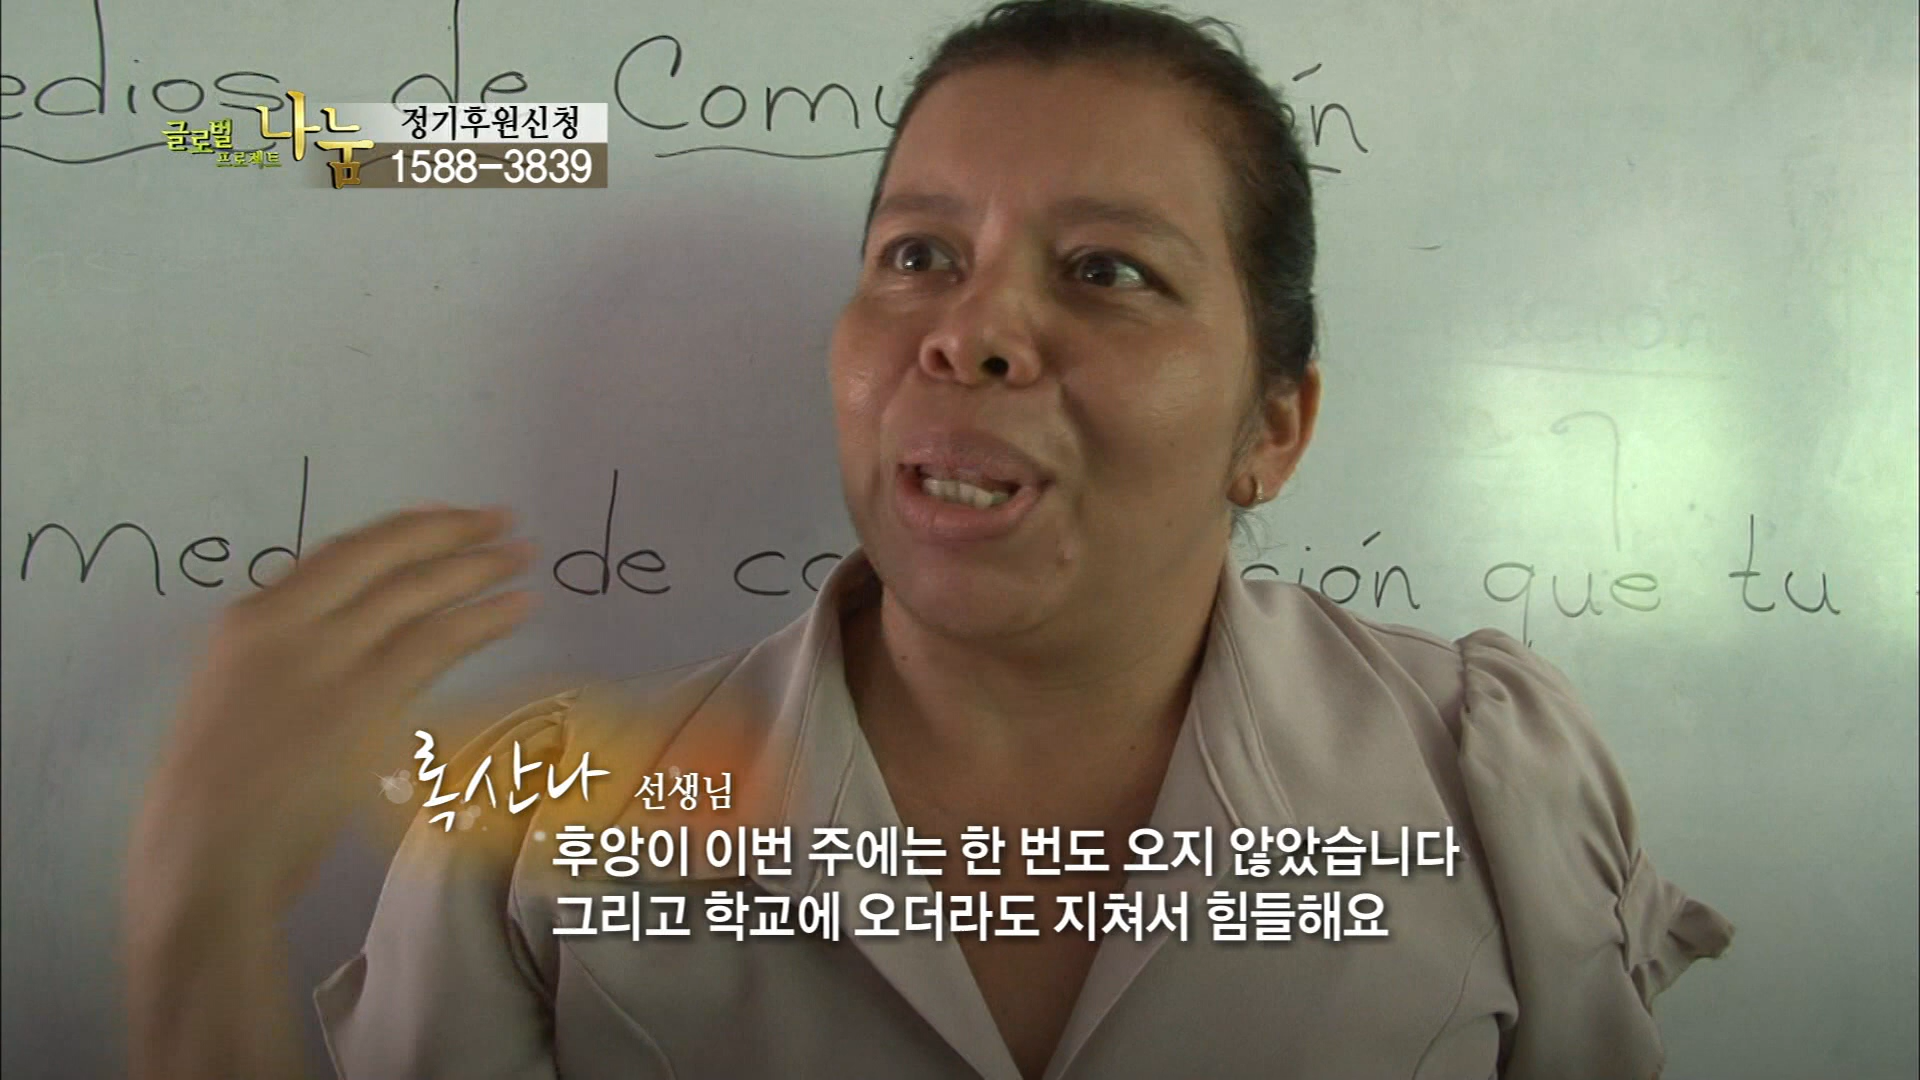 edios de Comu ón
글로벌 프로젝트 나눔
정기후원신청
1588-3839
med de co ción que tu
록산나 선생님
후앙이 이번 주에는 한 번도 오지 않았습니다
그리고 학교에 오더라도 지쳐서 힘들해요